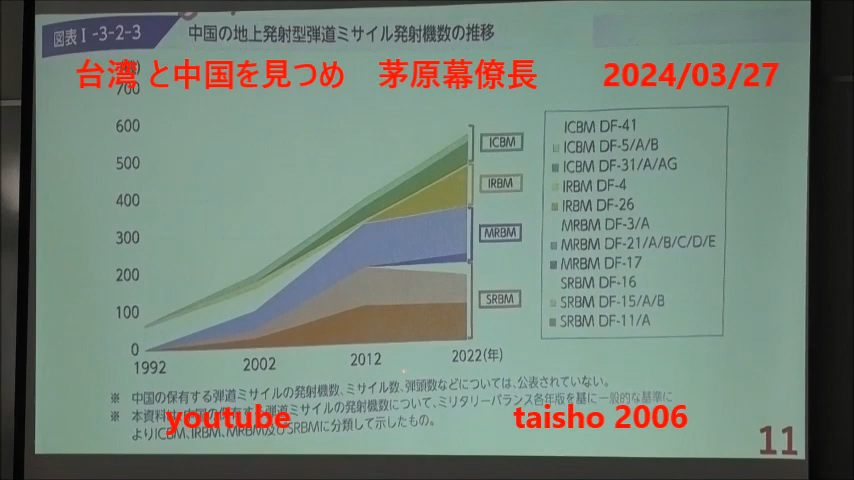 図表Ⅰ-3-2-3
中国の地上発射型弾道ミサイル発射機数の推移
台湾 と中国を見つめ 茅原幕僚長 2024/03/27
700
600
500
400
300
200
100
0
1992
2002
2012
2022(年)
ICBM
IRBM
MRBM
SRBM
ICBM DF-41
ICBM DF-5/A/B
ICBM DF-31/A/AG
IRBM DF-4
IRBM DF-26
MRBM DF-3/A
MRBM DF-21/A/B/C/D/E
MRBM DF-17
SRBM DF-16
SRBM DF-15/A/B
SRBM DF-11/A
※ 中国の保有する弾道ミサイルの発射機数、ミサイル数、弾頭数などについては、公表されていない。
※ 本資料は、中国の保有する弾道ミサイルの発射機数について、ミリタリーバランス各年版を基に一般的な基準に
よりICBM、IRBM、MRBM及びSRBMに分類して示したもの。
youtube taisho 2006
11